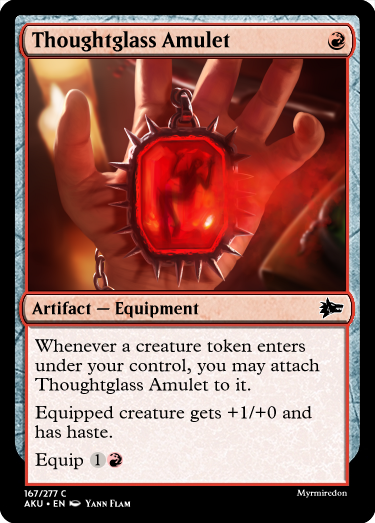 Thoughtglass Amulet
Artifact — Equipment
Whenever a creature token enters
under your control, you may attach
Thoughtglass Amulet to it.
Equipped creature gets +1/+0 and
has haste.
Equip 1
167/277 C
Myrmiredon
AKU • EN Yann Flam